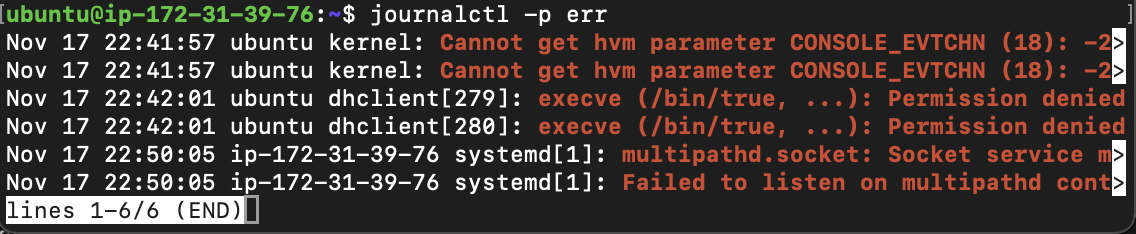 [ubuntu@ip-172-31-39-76:~$ journalctl -p err ]
Nov 17 22:41:57 ubuntu kernel: Cannot get hvm parameter CONSOLE_EVTCHN (18): -2>
Nov 17 22:41:57 ubuntu kernel: Cannot get hvm parameter CONSOLE_EVTCHN (18): -2>
Nov 17 22:42:01 ubuntu dhclient[279]: execve (/bin/true, ...): Permission denied
Nov 17 22:42:01 ubuntu dhclient[280]: execve (/bin/true, ...): Permission denied
Nov 17 22:50:05 ip-172-31-39-76 systemd[1]: multipathd.socket: Socket service m>
Nov 17 22:50:05 ip-172-31-39-76 systemd[1]: Failed to listen on multipathd cont>
lines 1-6/6 (END)